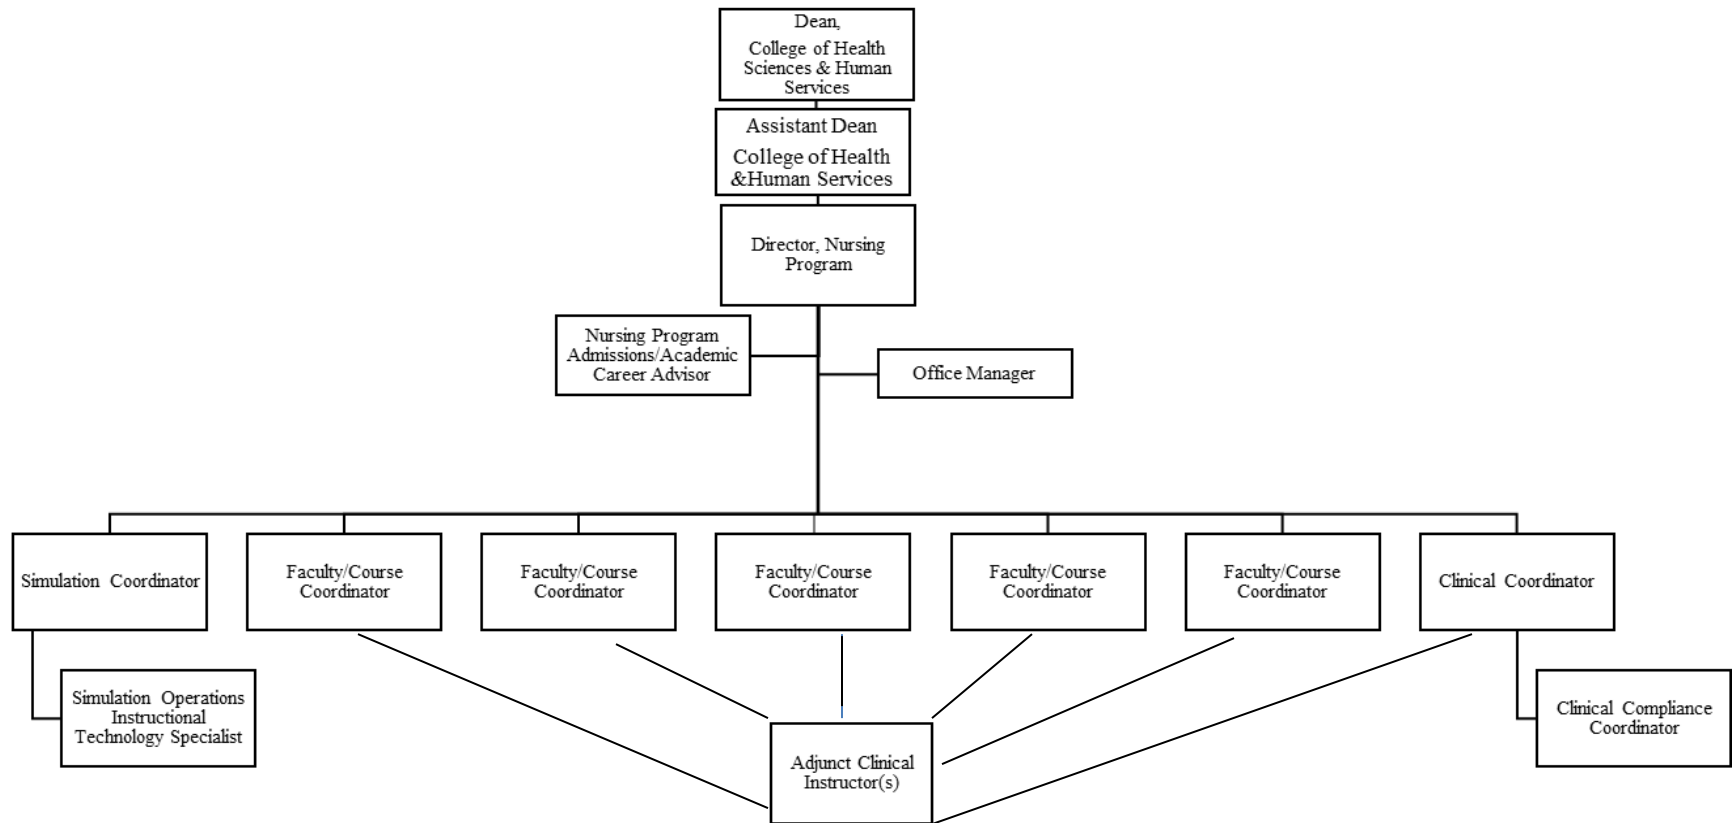 Dean,
College of Health
Sciences & Human
Services
Assistant Dean
College of Health
&Human Services
Director, Nursing
Program
Nursing Program
Admissions/Academic
Career Advisor
Office Manager
Simulation Coordinator
Faculty/Course
Coordinator
Faculty/Course
Coordinator
Faculty/Course
Coordinator
Faculty/Course
Coordinator
Faculty/Course
Coordinator
Clinical Coordinator
Simulation Operations
Instructional
Technology Specialist
Adjunct Clinical
Instructor(s)
Clinical Compliance
Coordinator